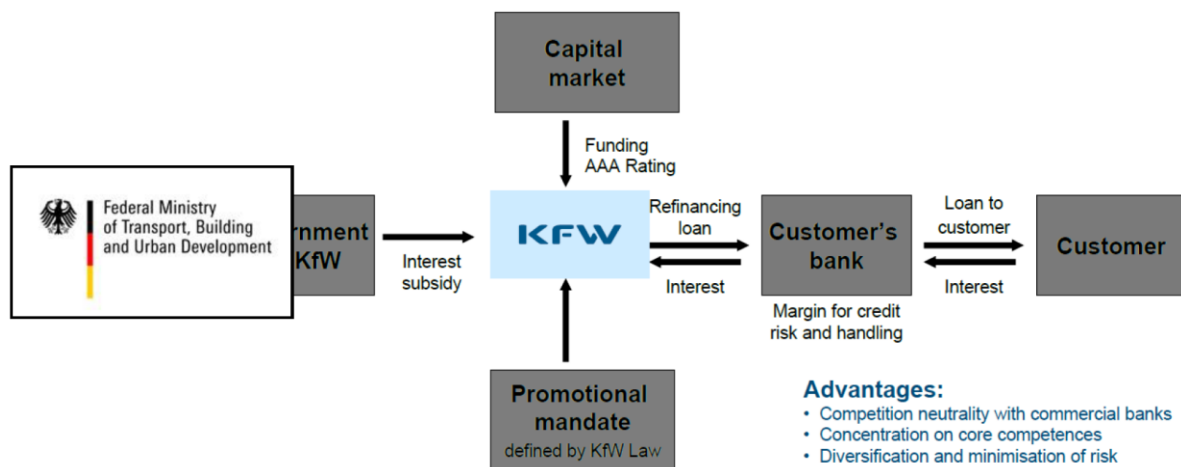 Capital
market
Funding
AAA Rating
Federal Ministry
of Transport, Building
and Urban Development
KfW
Interest
subsidy
KFW
Refinancing
loan
Interest
Customer's
bank
Margin for credit
risk and handling
Loan to
customer
Interest
Customer
Promotional
mandate
defined by KfW Law
Advantages:
• Competition neutrality with commercial banks
• Concentration on core competences
• Diversification and minimisation of risk